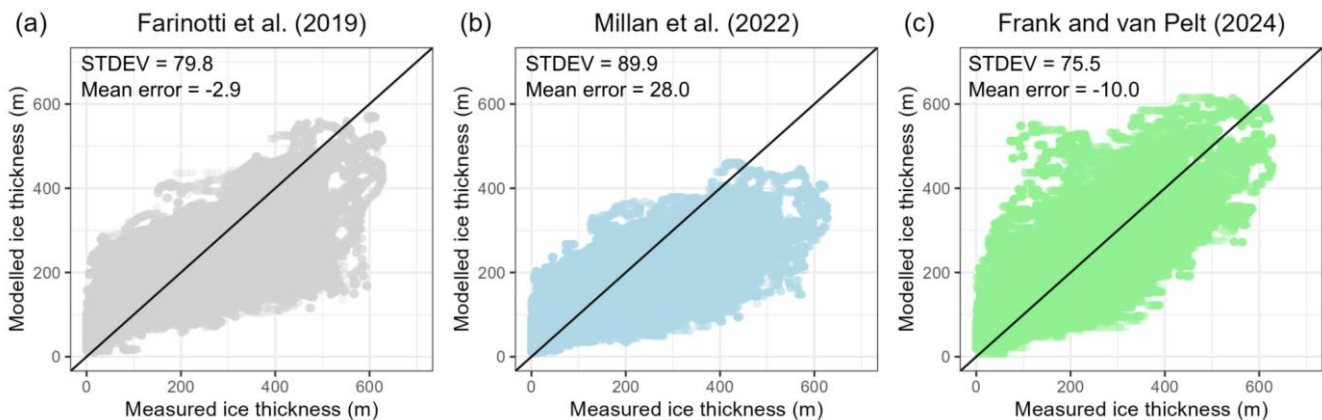 (a) Farinotti et al. (2019)
STDEV = 79.8
Mean error = -2.9
Modelled ice thickness (m)
600
400
200
0
0 200 400 600
Measured ice thickness (m)
(b) Millan et al. (2022)
STDEV = 89.9
Mean error = 28.0
Modelled ice thickness (m)
600
400
200
0
0 200 400 600
Measured ice thickness (m)
(c) Frank and van Pelt (2024)
STDEV = 75.5
Mean error = -10.0
Modelled ice thickness (m)
600
400
200
0
0 200 400 600
Measured ice thickness (m)